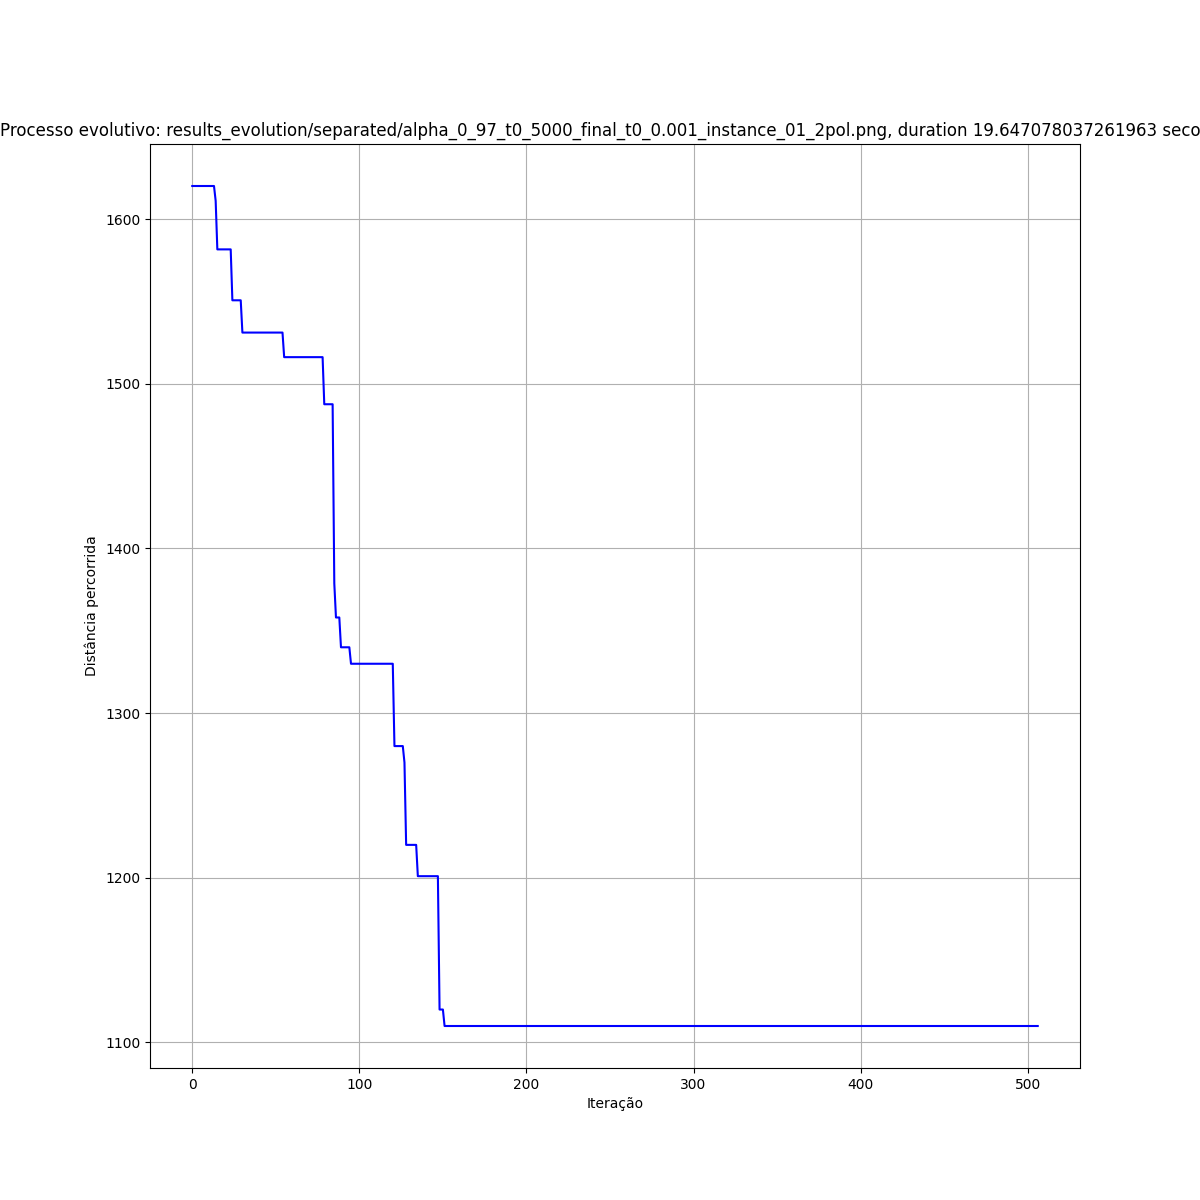 Processo evolutivo: results_evolution/separated/alpha_0_97_t0_5000_final_t0_0.001_instance_01_2pol.png, duration 19.647078037261963 seco
1600
1500
1400
1300
1200
1100
Distância percorrida
0 100 200 300 400 500
Iteração